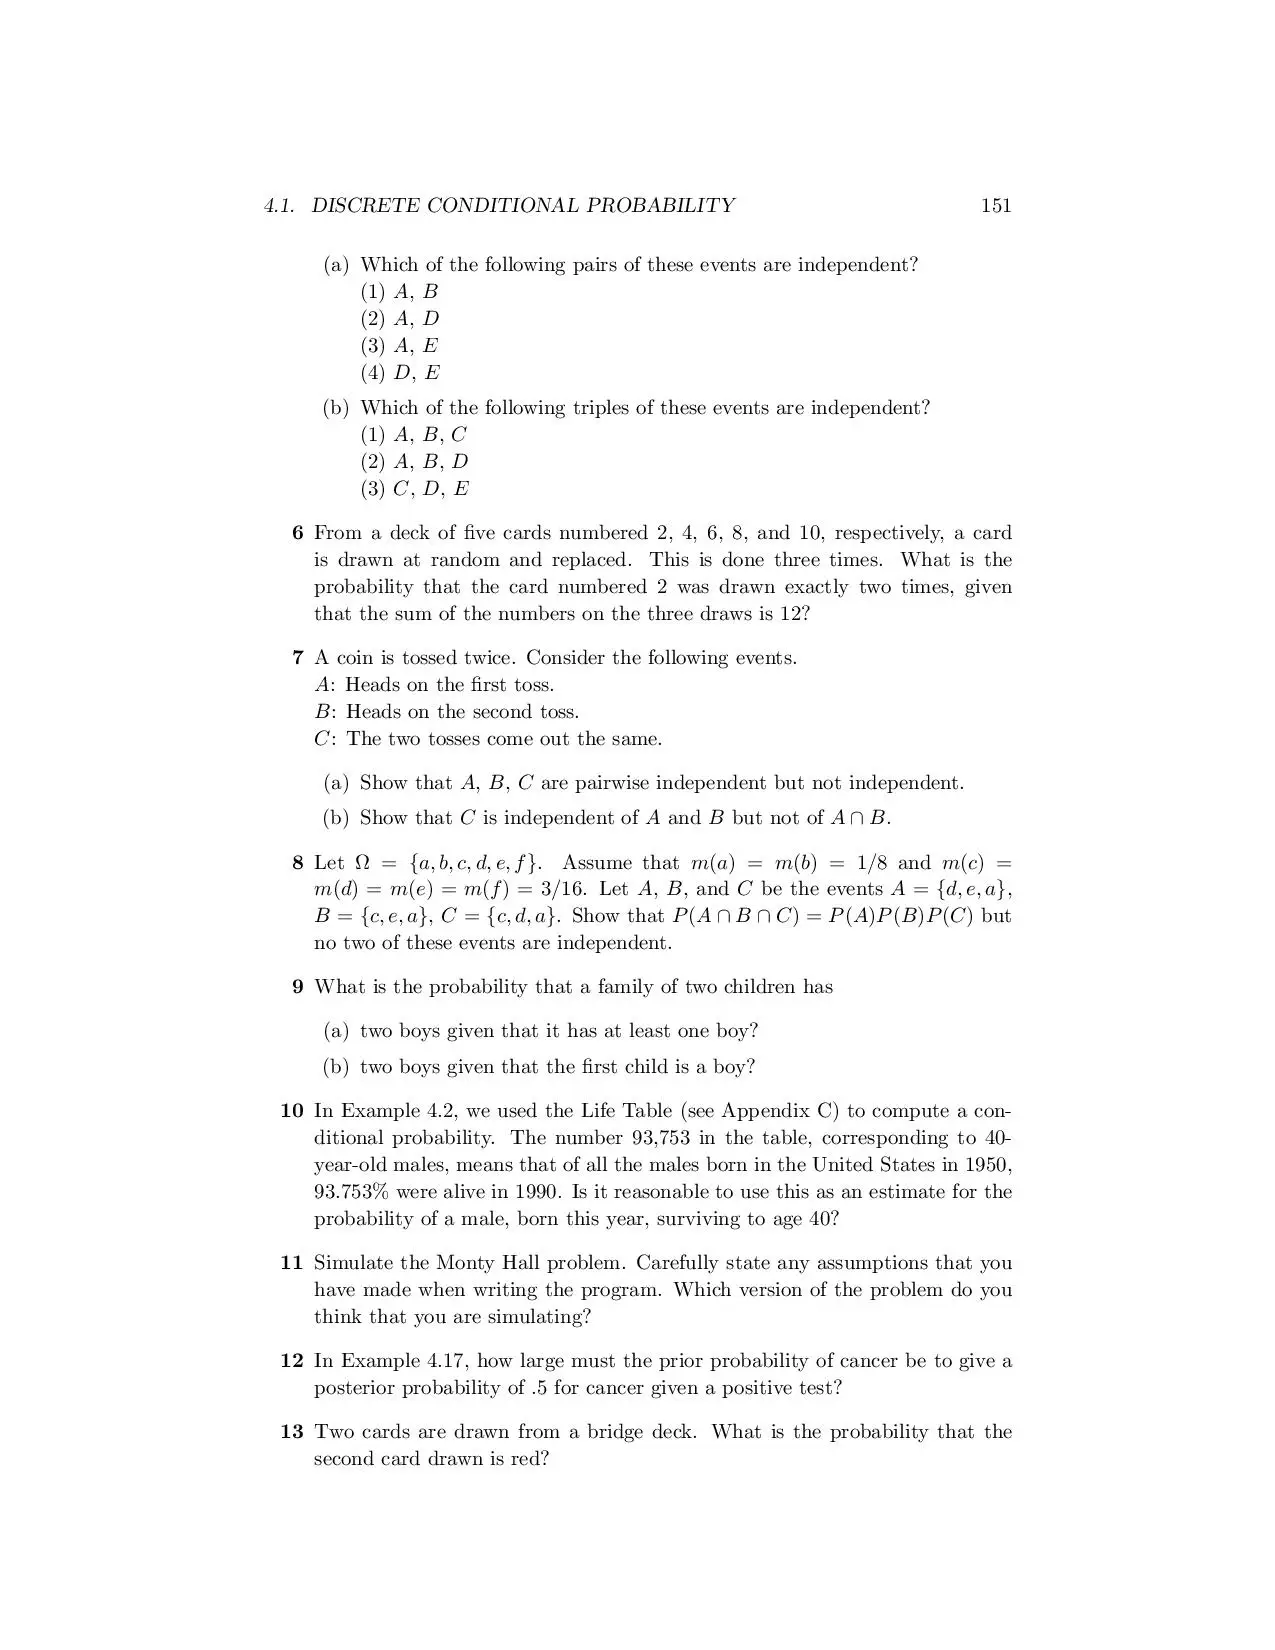 4.1. DISCRETE CONDITIONAL PROBABILITY 151
(a) Which of the following pairs of these events are independent?
(1) A, B
(2) A, D
(3) A, E
(4) D, E
(b) Which of the following triples of these events are independent?
(1) A, B, C
(2) A, B, D
(3) C, D, E
6 From a deck of five cards numbered 2, 4, 6, 8, and 10, respectively, a card
is drawn at random and replaced. This is done three times. What is the
probability that the card numbered 2 was drawn exactly two times, given
that the sum of the numbers on the three draws is 12?
7 A coin is tossed twice. Consider the following events.
A: Heads on the first toss.
B: Heads on the second toss.
C: The two tosses come out the same.
(a) Show that A, B, C are pairwise independent but not independent.
(b) Show that C is independent of A and B but not of A ∩ B.
8 Let Ω = {a, b, c, d, e, f}. Assume that m(a) = m(b) = 1/8 and m(c) =
m(d) = m(e) = m(f) = 3/16. Let A, B, and C be the events A = {d, e, a},
B = {c, e, a}, C = {c, d, a}. Show that P(A ∩ B ∩ C) = P(A)P(B)P(C) but
no two of these events are independent.
9 What is the probability that a family of two children has
(a) two boys given that it has at least one boy?
(b) two boys given that the first child is a boy?
10 In Example 4.2, we used the Life Table (see Appendix C) to compute a con-
ditional probability. The number 93,753 in the table, corresponding to 40-
year-old males, means that of all the males born in the United States in 1950,
93.753% were alive in 1990. Is it reasonable to use this as an estimate for the
probability of a male, born this year, surviving to age 40?
11 Simulate the Monty Hall problem. Carefully state any assumptions that you
have made when writing the program. Which version of the problem do you
think that you are simulating?
12 In Example 4.17, how large must the prior probability of cancer be to give a
posterior probability of .5 for cancer given a positive test?
13 Two cards are drawn from a bridge deck. What is the probability that the
second card drawn is red?